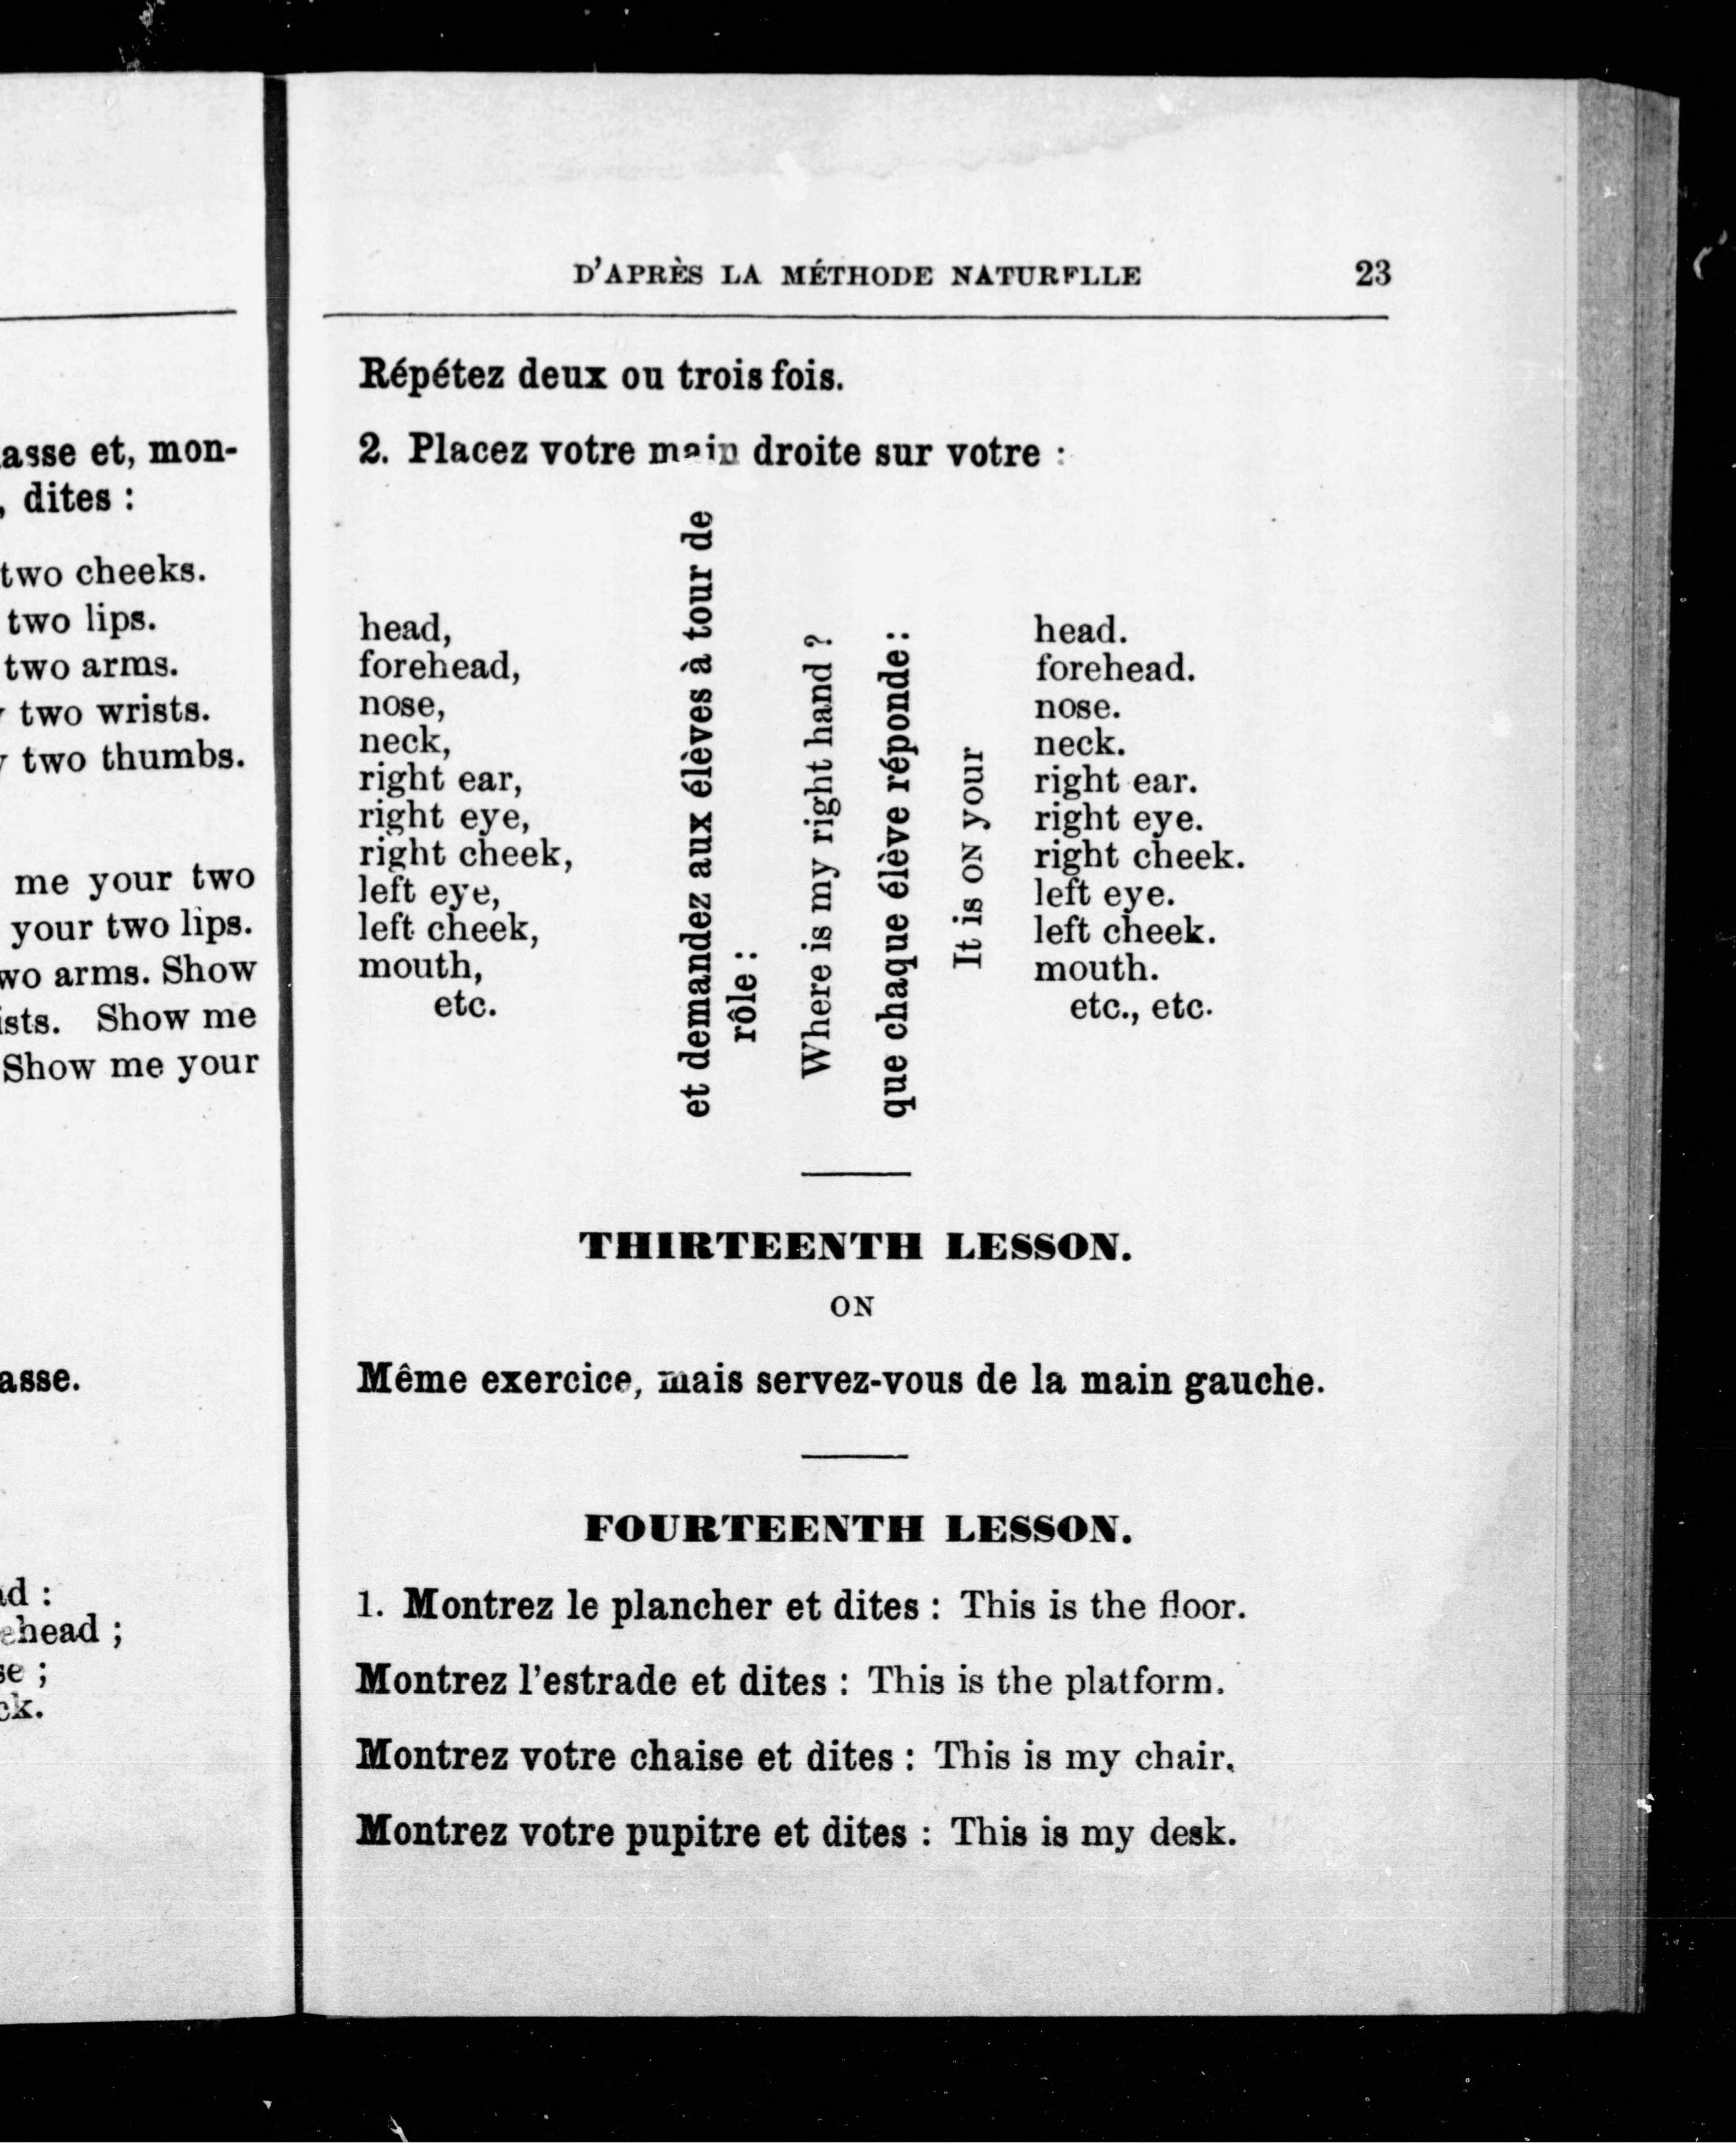 asse et, mon-
, dites :
two cheeks.
two lips.
two arms.
two wrists.
two thumbs.
me your two
your two lips.
wo arms. Show
ists. Show me
Show me your
asse.
ad :
ehead ;
se ;
ck.
D'APRÈS LA MÉTHODE NATURELLE 23
Répétez deux ou trois fois.
2. Placez votre main droite sur votre :
head,
forehead,
nose,
neck,
right ear,
right eye,
right cheek,
left eye,
left cheek,
mouth,
etc.
et demandez aux élèves à tour de
rôle :
Where is my right hand ?
que chaque élève réponde :
It is ON your
head.
forehead.
nose.
neck.
right ear.
right eye.
right cheek.
left eye.
left cheek.
mouth.
etc., etc.
THIRTEENTH LESSON.
ON
Même exercice, mais servez-vous de la main gauche.
FOURTEENTH LESSON.
1. Montrez le plancher et dites : This is the floor.
Montrez l'estrade et dites : This is the platform.
Montrez votre chaise et dites : This is my chair.
Montrez votre pupitre et dites : This is my desk.